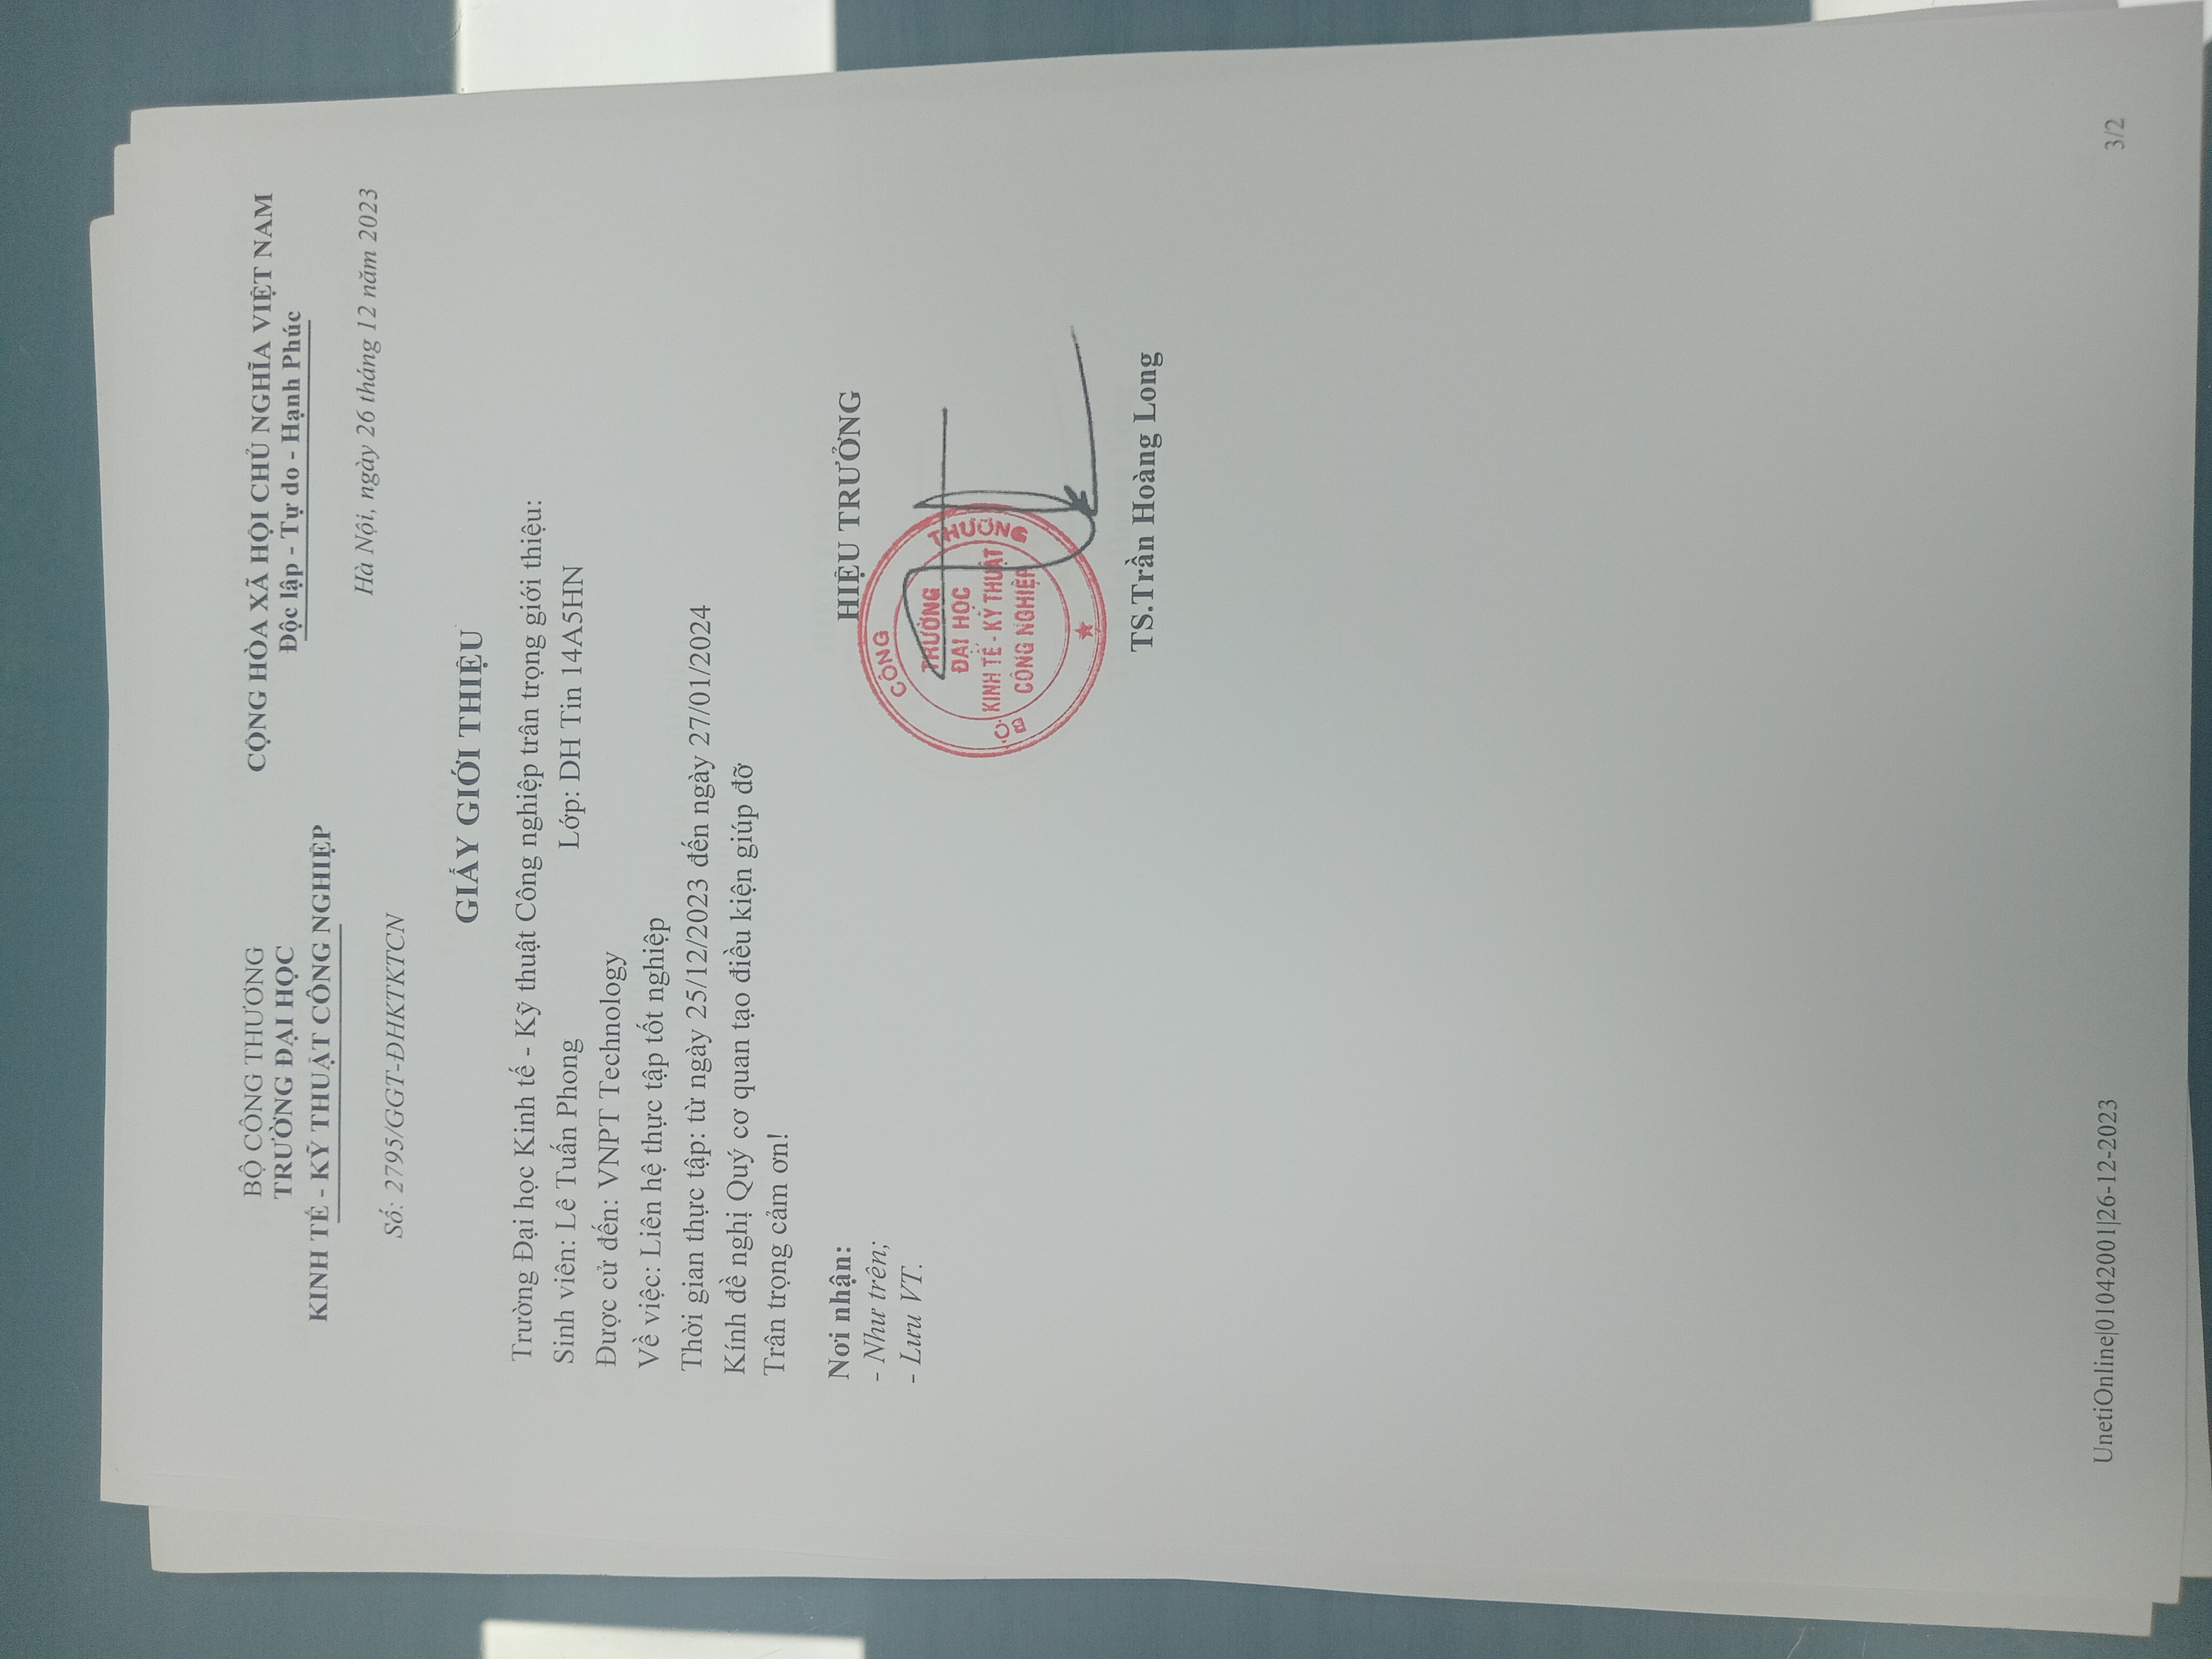 BỘ CÔNG THƯƠNG
TRƯỜNG ĐẠI HỌC
KINH TẾ - KỸ THUẬT CÔNG NGHIỆP
CỘNG HÒA XÃ HỘI CHỦ NGHĨA VIỆT NAM
Độc lập - Tự do - Hạnh Phúc
Số: 2795/GGT-ĐHKTKTCN
Hà Nội, ngày 26 tháng 12 năm 2023
GIẤY GIỚI THIỆU
Trường Đại học Kinh tế - Kỹ thuật Công nghiệp trân trọng giới thiệu:
Sinh viên: Lê Tuấn Phong Lớp: DH Tin 14A5HN
Được cử đến: VNPT Technology
Về việc: Liên hệ thực tập tốt nghiệp
Thời gian thực tập: từ ngày 25/12/2023 đến ngày 27/01/2024
Kính đề nghị Quý cơ quan tạo điều kiện giúp đỡ
Trân trọng cảm ơn!
Nơi nhận:
- Như trên;
- Lưu VT.
HIỆU TRƯỞNG
BỘ CÔNG THƯƠNG
TRƯỜNG
ĐẠI HỌC
KINH TẾ - KỸ THUẬT
CÔNG NGHIỆP
TS.Trần Hoàng Long
UnetiOnline|01042001|26-12-2023
3/2